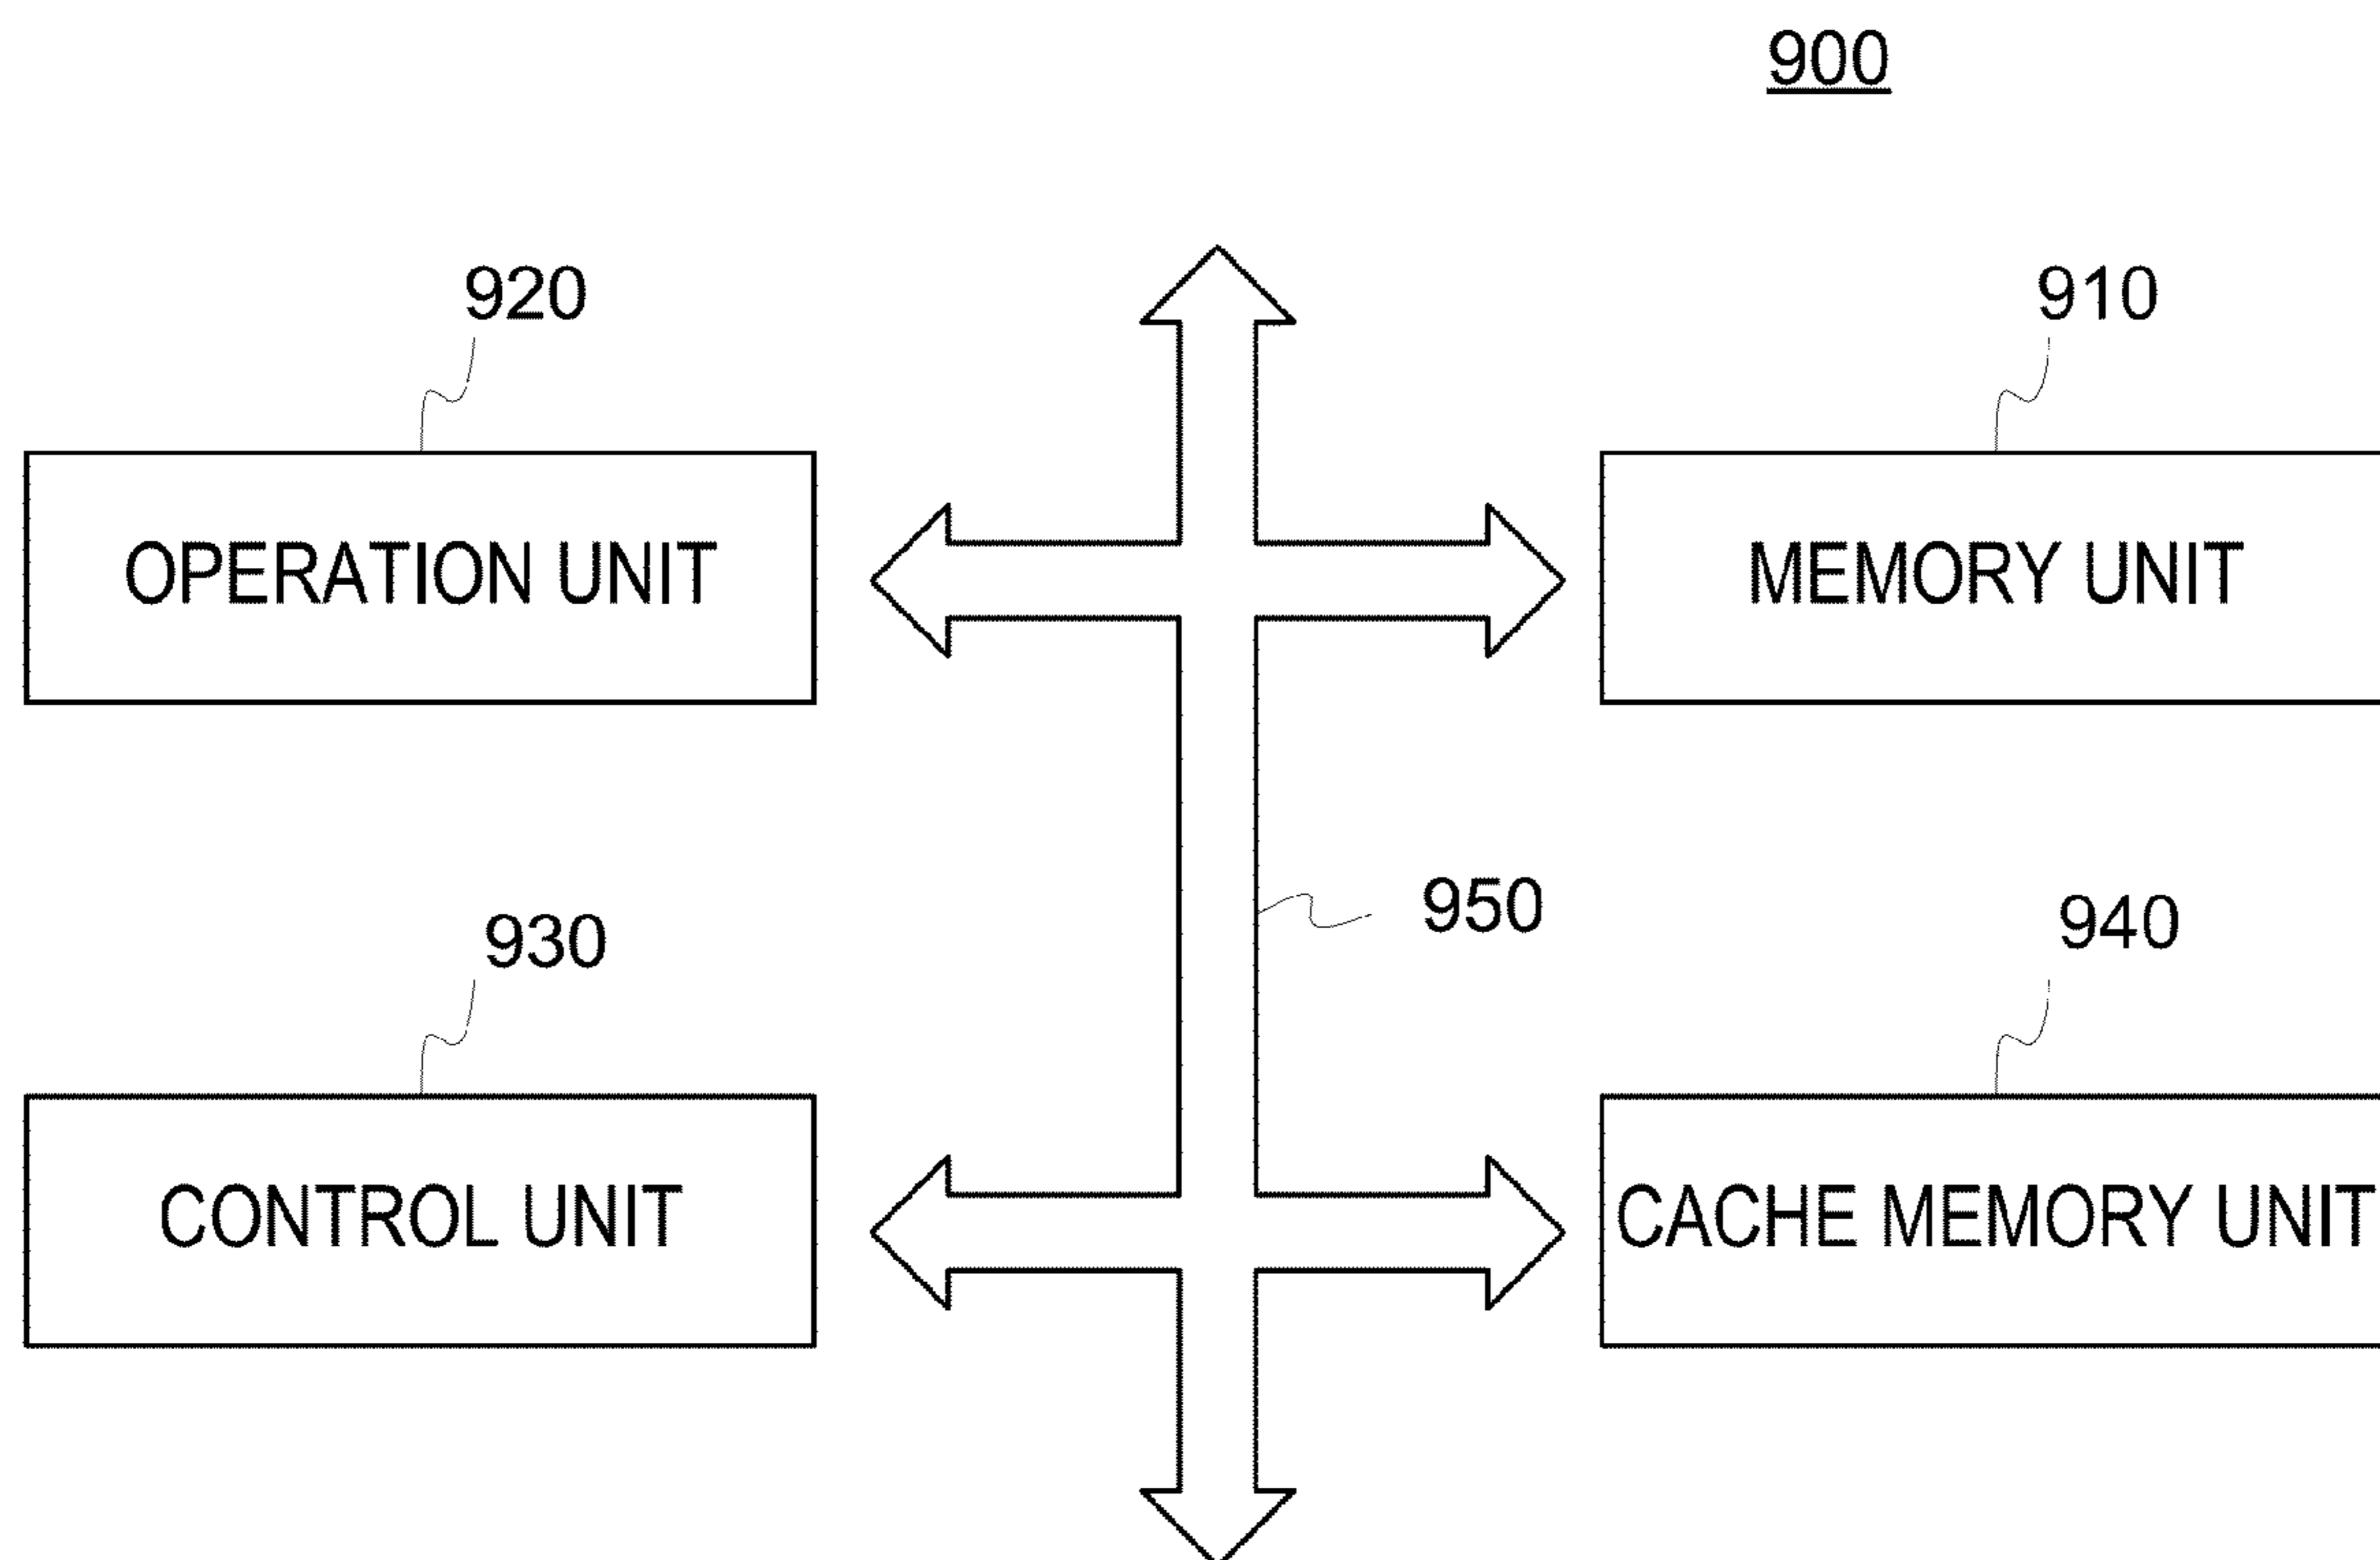 900
920
910
OPERATION UNIT
MEMORY UNIT
950
930
940
CONTROL UNIT
CACHE MEMORY UNIT